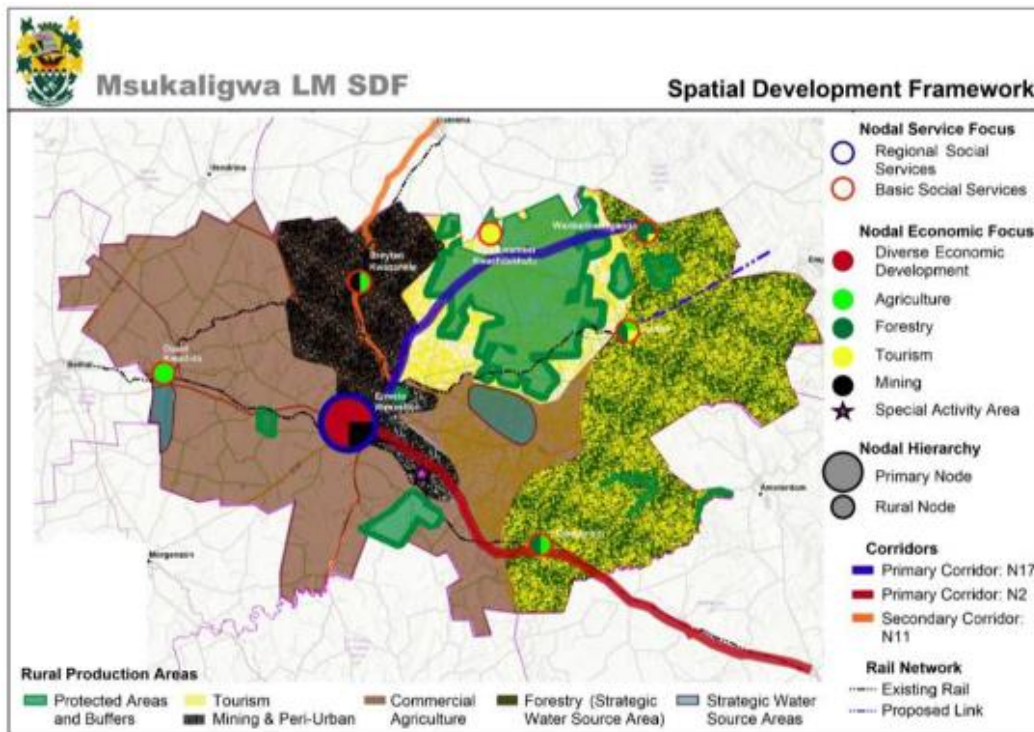 Msukaligwa LM SDF
Spatial Development Framework
Nodal Service Focus
Regional Social
Services
Basic Social Services
Nodal Economic Focus
Diverse Economic
Development
Agriculture
Forestry
Tourism
Mining
Special Activity Area
Nodal Hierarchy
Primary Node
Rural Node
Corridors
Primary Corridor: N17
Primary Corridor: N2
Secondary Corridor:
N11
Rail Network
Existing Rail
Proposed Link
Hendrina
Breyten
Bethal
Ermelo
Amsterdam
Morgenzon
Rural Production Areas
Protected Areas
and Buffers
Tourism
Mining & Peri-Urban
Commercial
Agriculture
Forestry (Strategic
Water Source Area)
Strategic Water
Source Areas